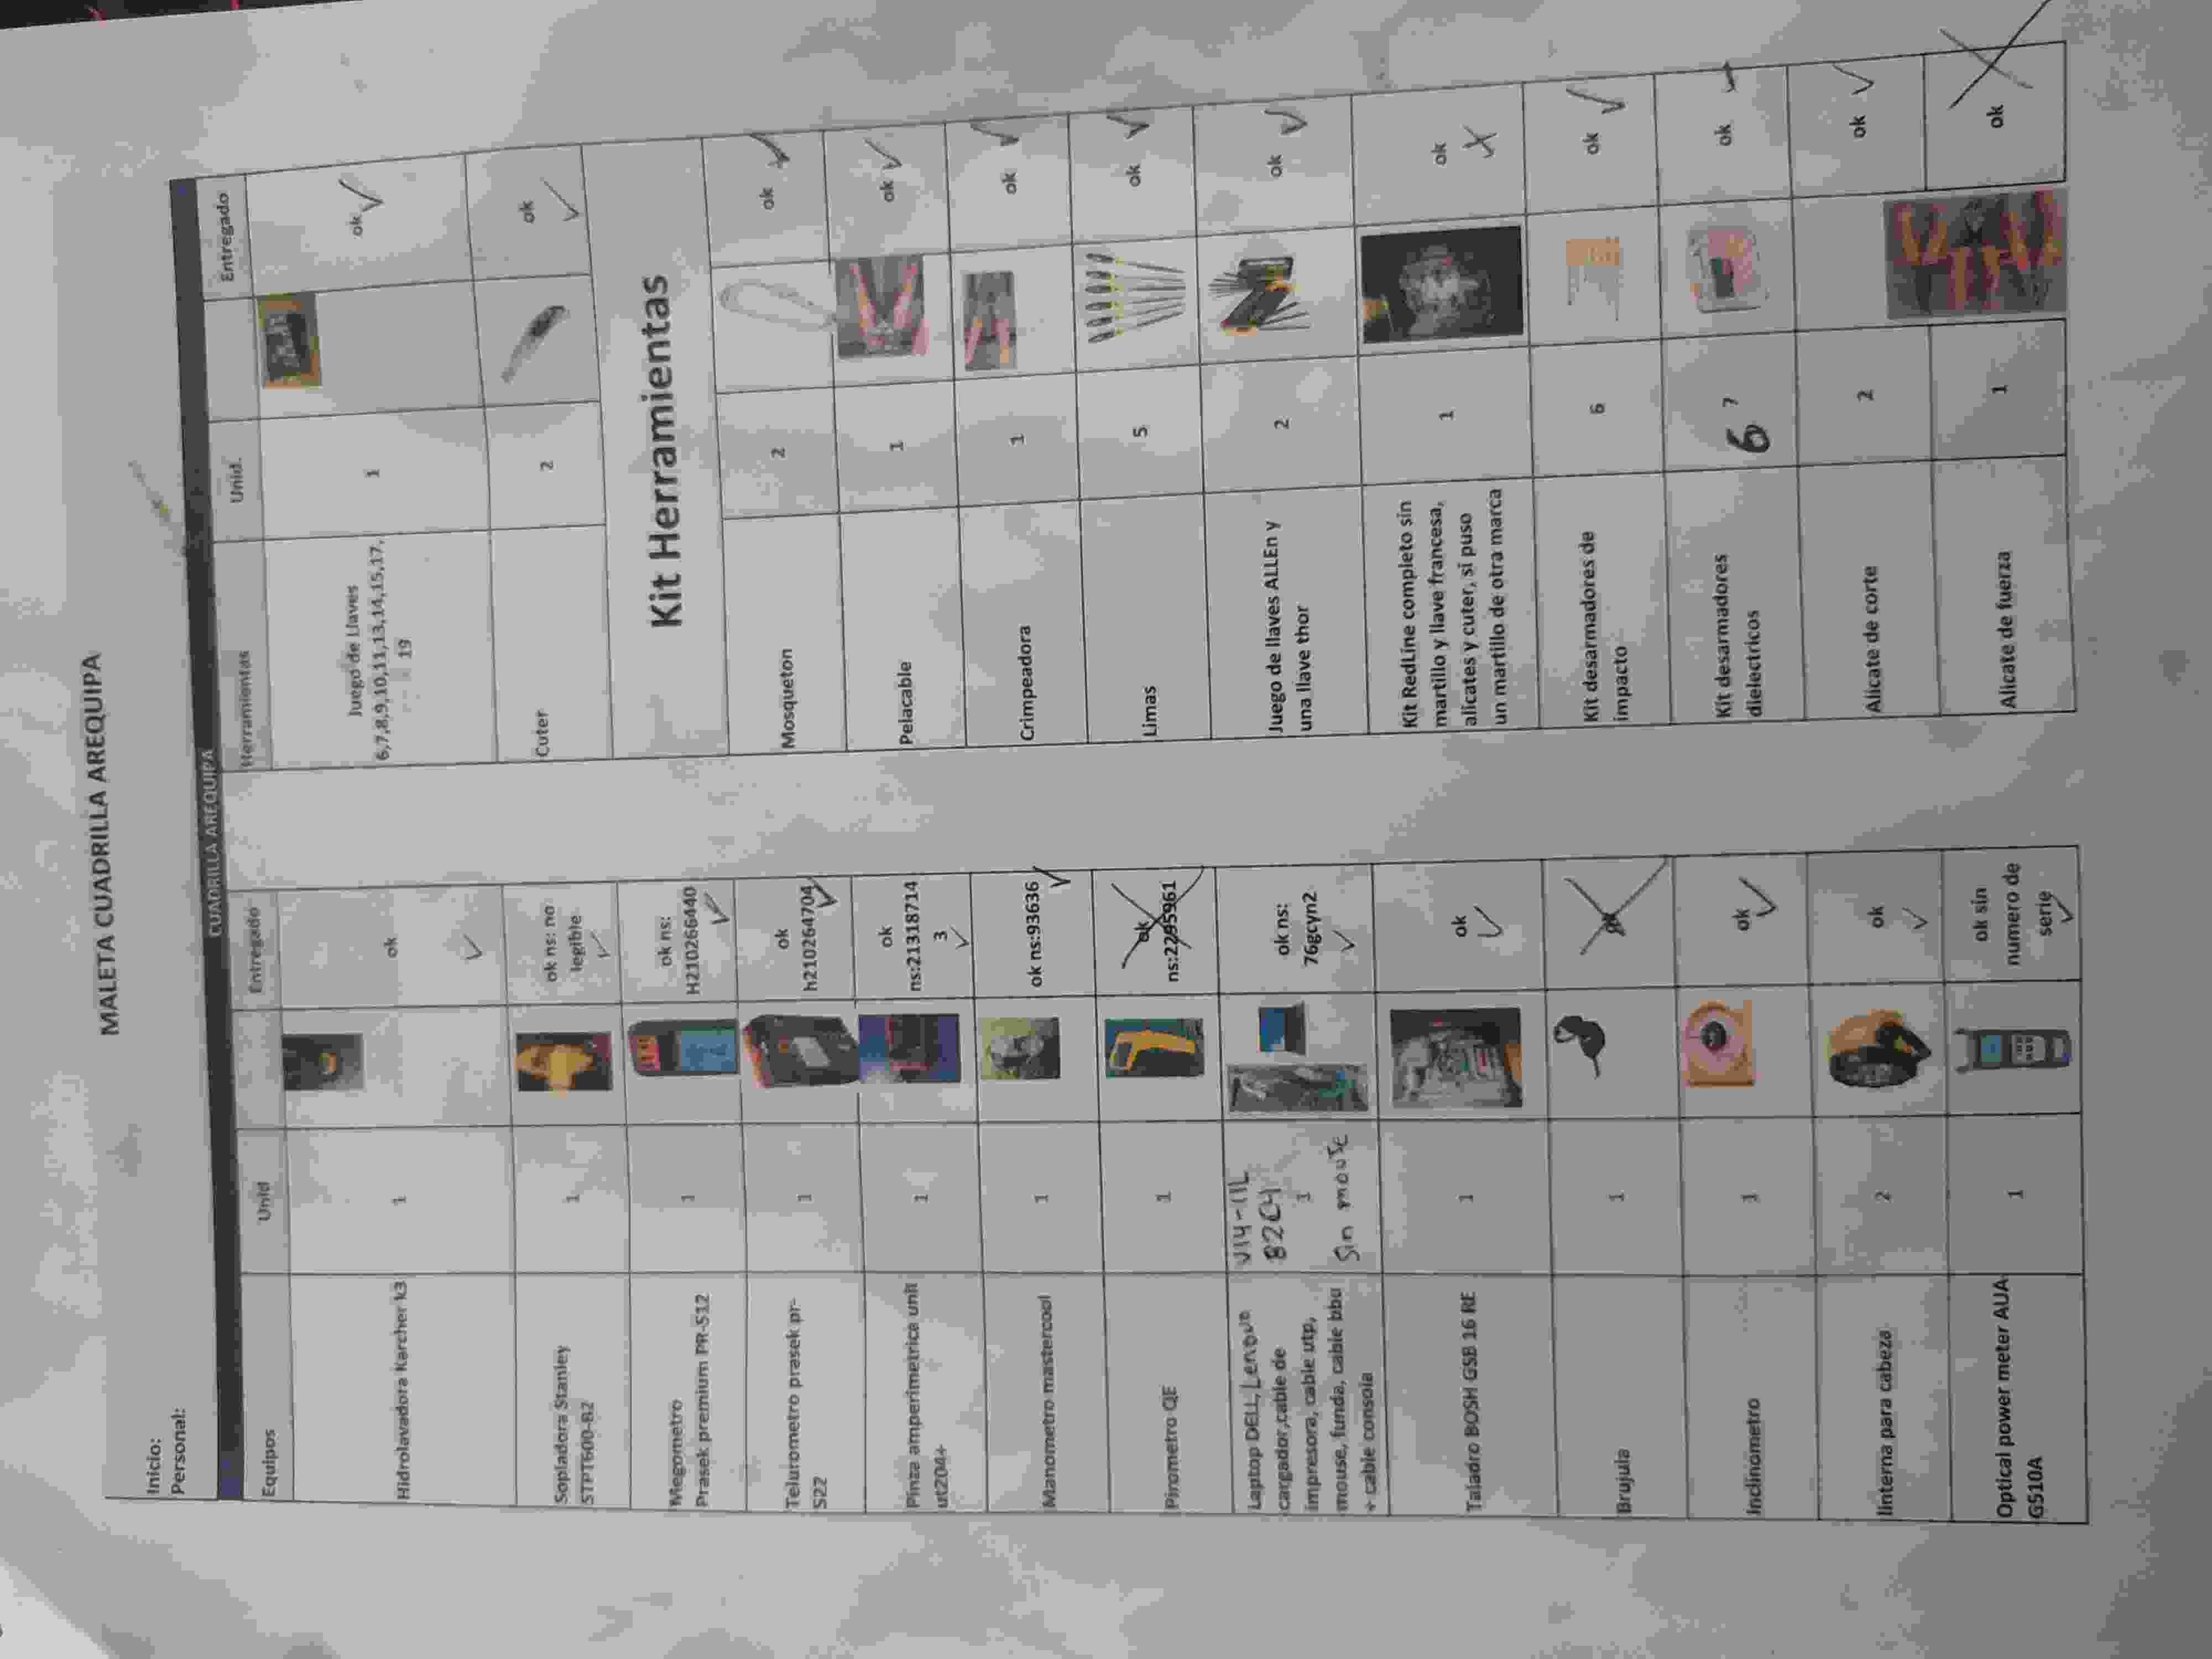 MALETA CUADRILLA AREQUIPA
Inicio:
Personal:
CUADRILLA AREQUIPA
Equipos Unid Entregado
Hidrolavadora Karcher k3 1 ok ✓
Sopladora Stanley
STPT600-B2 1 ok ns: no
legible ✓
Megometro
Prasek premium PR-512 1 ok ns:
H210266440 ✓
Telurometro prasek pr-
522 1 ok
h210264704 ✓
Pinza amperimetrica unit
ut204+ 1 ok
ns:21318714
3 ✓
Manometro mastercool 1 ok ns:93636 ✓
Pirometro QE 1 ok
ns:2295961
Laptop DELL, Lenovo
cargador,cable de
impresora, cable utp,
mouse, funda, cable bbu
+ cable consola
V14-IIL
82C4
1
Sin mouse
ok ns:
76gcyn2 ✓
Taladro BOSH GSB 16 RE 1 ok ✓
Brujula 1 ok
Inclinometro 1 ok ✓
linterna para cabeza 2 ok ✓
Optical power meter AUA
G510A 1 ok sin
numero de
serie ✓
Herramientas Unid. Entregado
Juego de Llaves
6,7,8,9,10,11,13,14,15,17,
19 1 ok ✓
Cuter 2 ok ✓
Kit Herramientas
Mosqueton 2 ok ✓
Pelacable 1 ok ✓
Crimpeadora 1 ok ✓
Limas 5 ok ✓
Juego de llaves ALLEn y
una llave thor 2 ok ✓
Kit RedLine completo sin
martillo y llave francesa,
alicates y cuter, si puso
un martillo de otra marca 1 ok X
Kit desarmadores de
impacto 6 ok ✓
Kit desarmadores
dielectricos 7 6 ok ✓
Alicate de corte 2 ok ✓
Alicate de fuerza 1 ok X